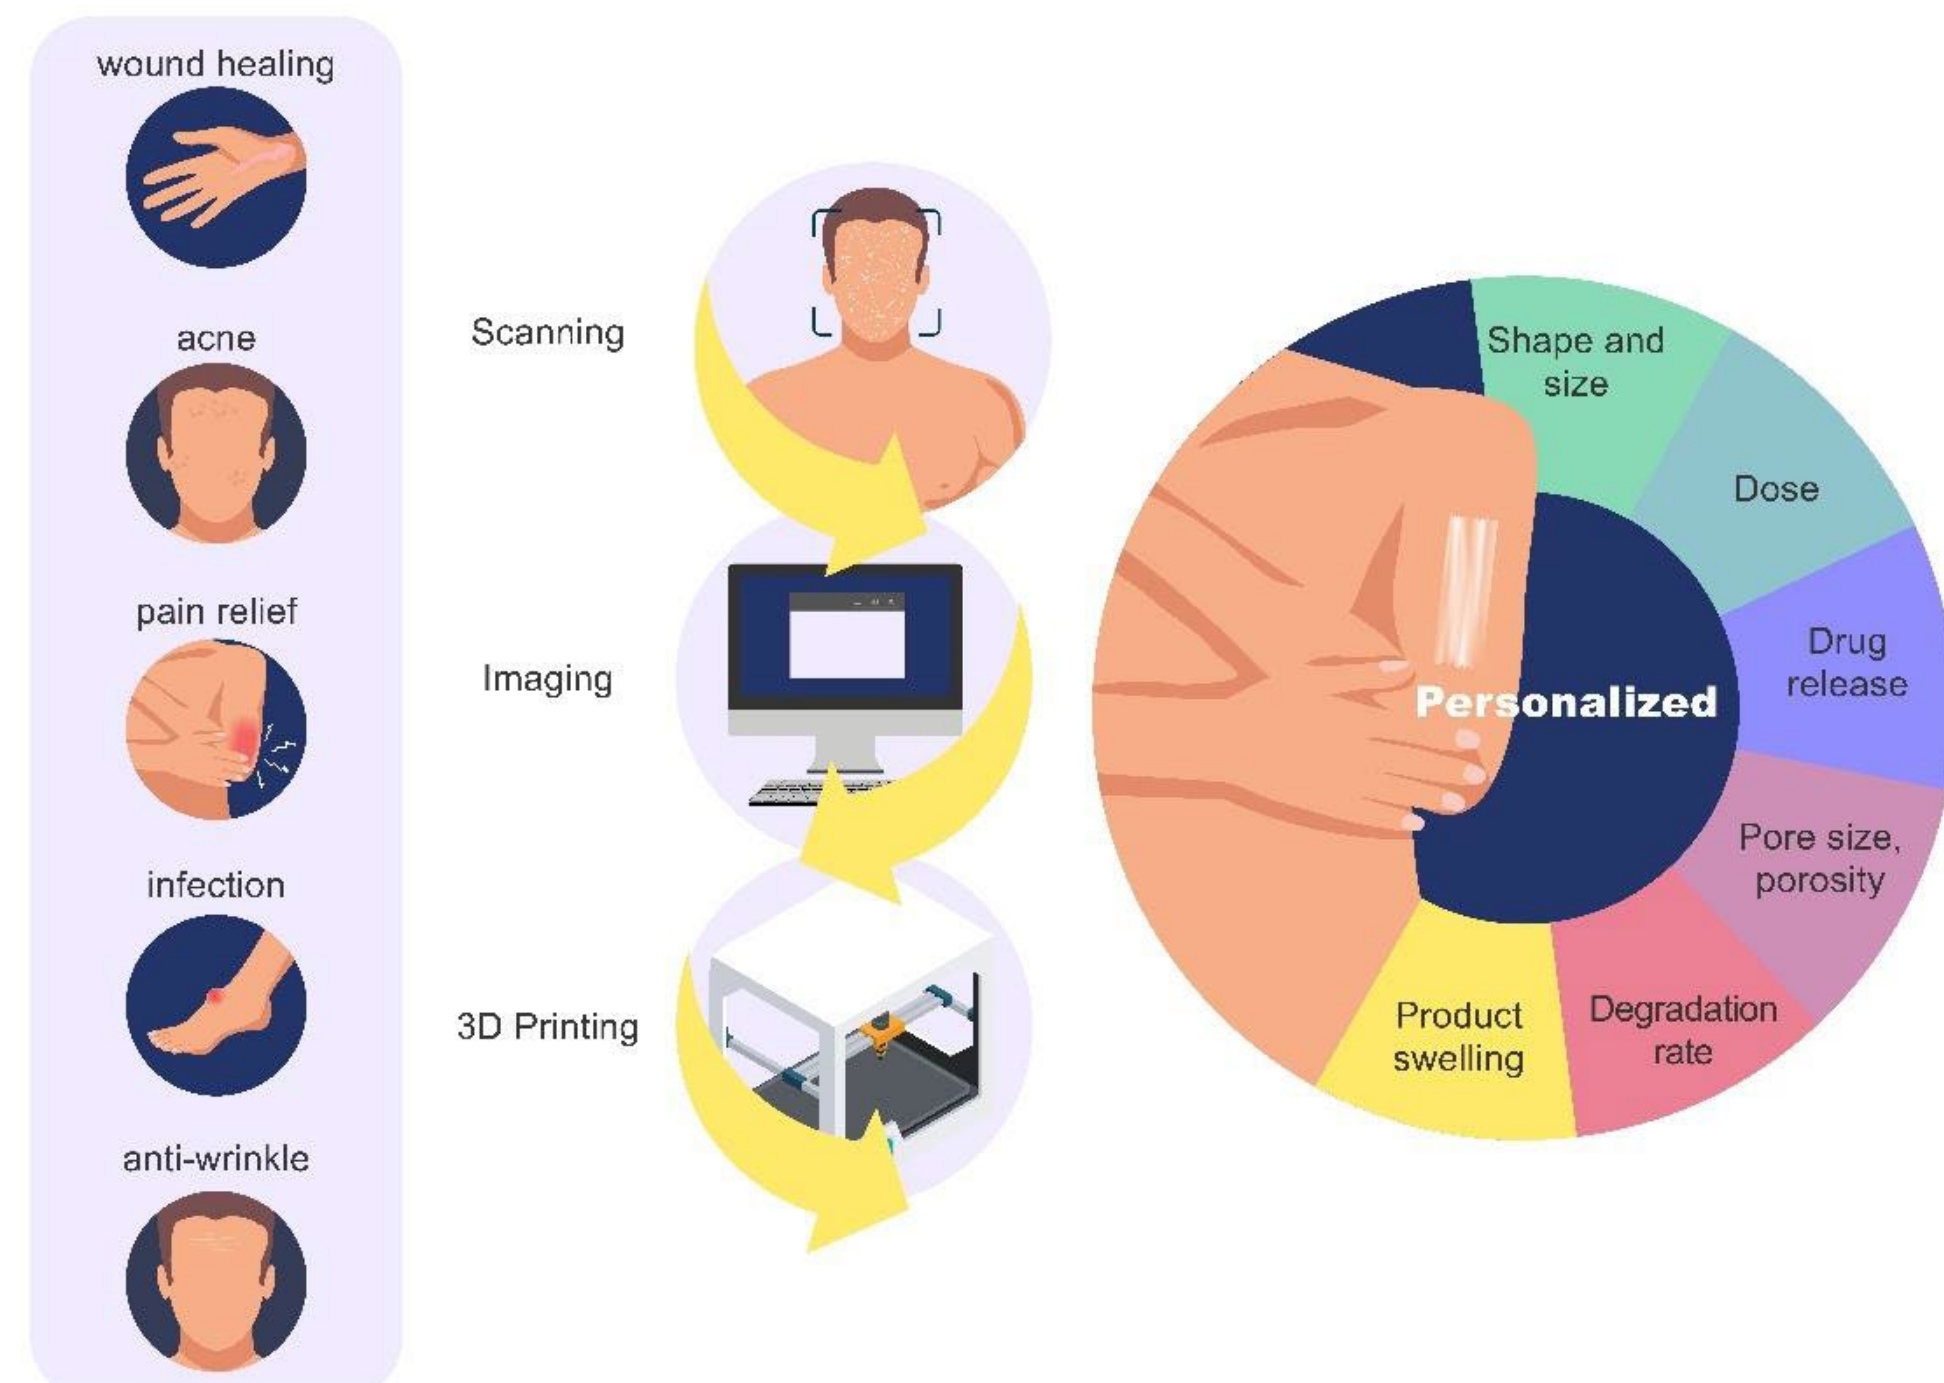 wound healing
acne
pain relief
infection
anti-wrinkle
Scanning
Imaging
3D Printing
Shape and
size
Dose
Drug
release
Pore size,
porosity
Degradation
rate
Product
swelling
Personalized